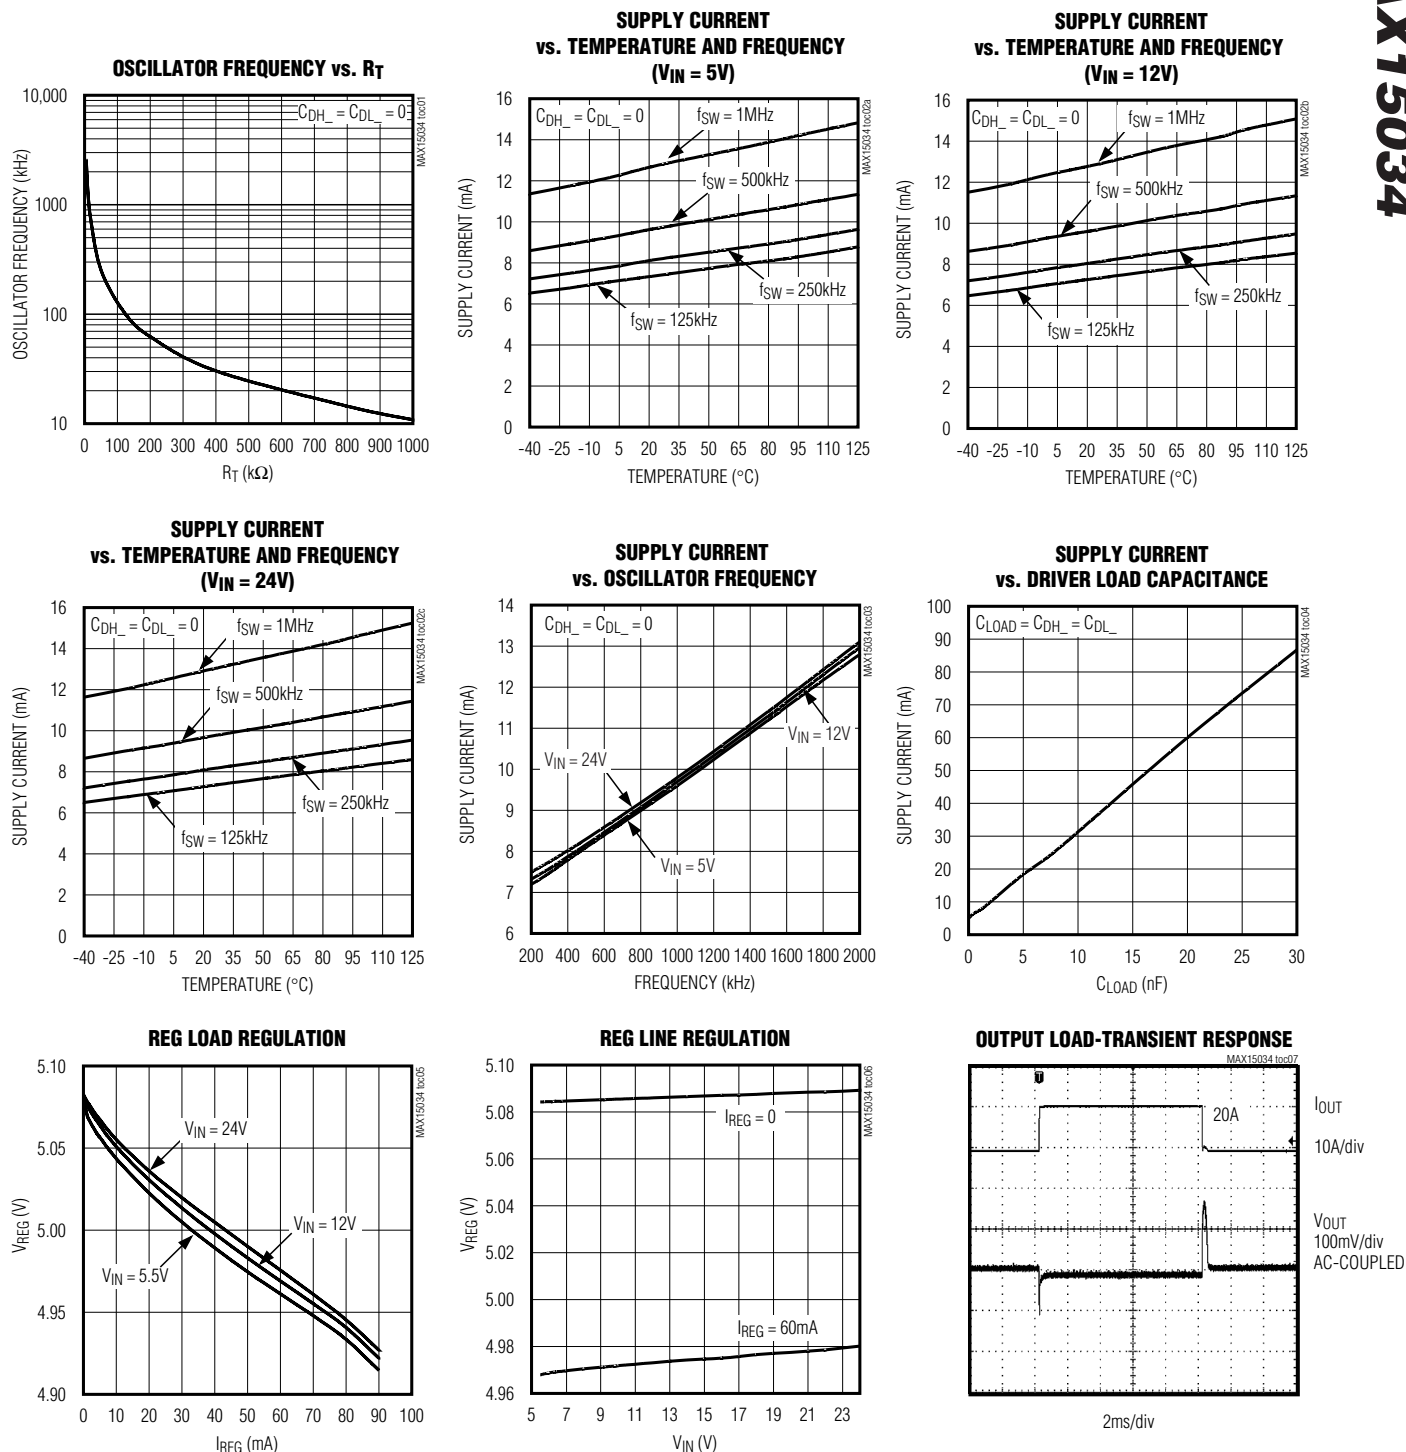 MAX15034
OSCILLATOR FREQUENCY vs. RT
CDH_ = CDL_ = 0
MAX15034 toc01
OSCILLATOR FREQUENCY (kHz)
10,000
1000
100
10
0 100 200 300 400 500 600 700 800 900 1000
RT (kΩ)
SUPPLY CURRENT
vs. TEMPERATURE AND FREQUENCY
(VIN = 5V)
CDH_ = CDL_ = 0
MAX15034 toc02a
fSW = 1MHz
fSW = 500kHz
fSW = 250kHz
fSW = 125kHz
SUPPLY CURRENT (mA)
16
14
12
10
8
6
4
2
0
-40 -25 -10 5 20 35 50 65 80 95 110 125
TEMPERATURE (°C)
SUPPLY CURRENT
vs. TEMPERATURE AND FREQUENCY
(VIN = 12V)
CDH_ = CDL_ = 0
MAX15034 toc02b
fSW = 1MHz
fSW = 500kHz
fSW = 250kHz
fSW = 125kHz
SUPPLY CURRENT (mA)
16
14
12
10
8
6
4
2
0
-40 -25 -10 5 20 35 50 65 80 95 110 125
TEMPERATURE (°C)
SUPPLY CURRENT
vs. TEMPERATURE AND FREQUENCY
(VIN = 24V)
CDH_ = CDL_ = 0
MAX15034 toc02c
fSW = 1MHz
fSW = 500kHz
fSW = 250kHz
fSW = 125kHz
SUPPLY CURRENT (mA)
16
14
12
10
8
6
4
2
0
-40 -25 -10 5 20 35 50 65 80 95 110 125
TEMPERATURE (°C)
SUPPLY CURRENT
vs. OSCILLATOR FREQUENCY
CDH_ = CDL_ = 0
MAX15034 toc03
VIN = 12V
VIN = 24V
VIN = 5V
SUPPLY CURRENT (mA)
14
13
12
11
10
9
8
7
6
200 400 600 800 1000 1200 1400 1600 1800 2000
FREQUENCY (kHz)
SUPPLY CURRENT
vs. DRIVER LOAD CAPACITANCE
CLOAD = CDH_ = CDL_
MAX15034 toc04
SUPPLY CURRENT (mA)
100
90
80
70
60
50
40
30
20
10
0
0 5 10 15 20 25 30
CLOAD (nF)
REG LOAD REGULATION
MAX15034 toc05
VIN = 24V
VIN = 12V
VIN = 5.5V
VREG (V)
5.10
5.05
5.00
4.95
4.90
0 10 20 30 40 50 60 70 80 90 100
IREG (mA)
REG LINE REGULATION
MAX15034 toc06
IREG = 0
IREG = 60mA
VREG (V)
5.10
5.08
5.06
5.04
5.02
5.00
4.98
4.96
5 7 9 11 13 15 17 19 21 23
VIN (V)
OUTPUT LOAD-TRANSIENT RESPONSE
MAX15034 toc07
T
20A
IOUT
10A/div
VOUT
100mV/div
AC-COUPLED
2ms/div